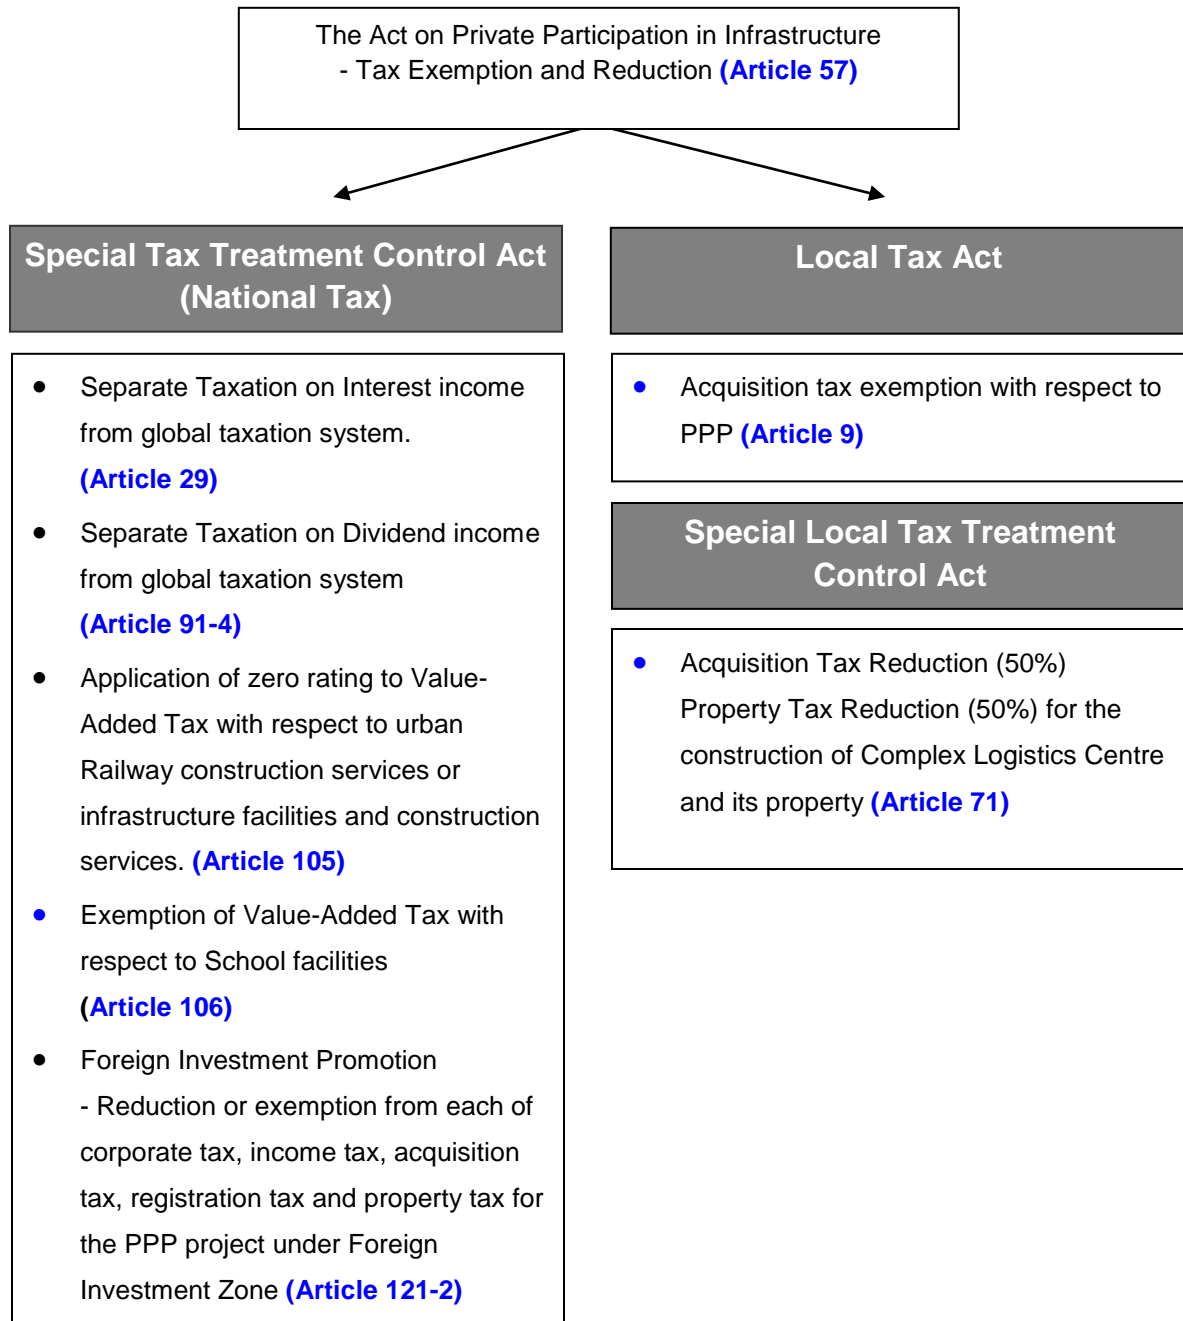 The Act on Private Participation in Infrastructure
- Tax Exemption and Reduction (Article 57)
Special Tax Treatment Control Act
(National Tax)
• Separate Taxation on Interest income
from global taxation system.
(Article 29)
• Separate Taxation on Dividend income
from global taxation system
(Article 91-4)
• Application of zero rating to Value-
Added Tax with respect to urban
Railway construction services or
infrastructure facilities and construction
services. (Article 105)
• Exemption of Value-Added Tax with
respect to School facilities
(Article 106)
• Foreign Investment Promotion
- Reduction or exemption from each of
corporate tax, income tax, acquisition
tax, registration tax and property tax for
the PPP project under Foreign
Investment Zone (Article 121-2)
Local Tax Act
• Acquisition tax exemption with respect to
PPP (Article 9)
Special Local Tax Treatment
Control Act
• Acquisition Tax Reduction (50%)
Property Tax Reduction (50%) for the
construction of Complex Logistics Centre
and its property (Article 71)